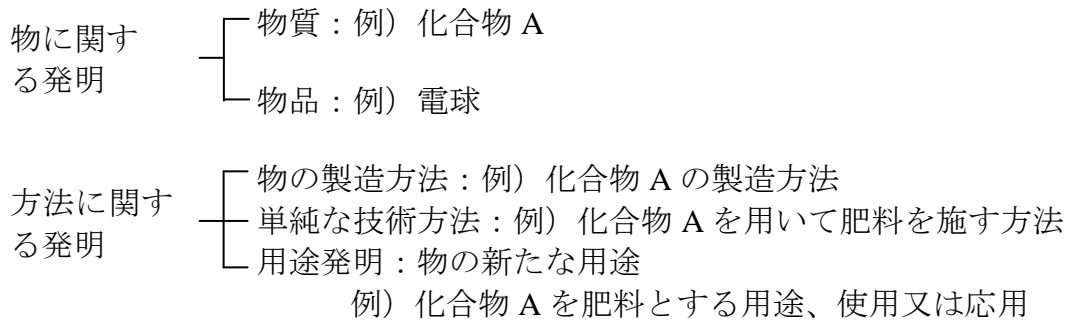 物に関す
る発明
物質：例）化合物 A
物品：例）電球
方法に関す
る発明
物の製造方法：例）化合物 A の製造方法
単純な技術方法：例）化合物 A を用いて肥料を施す方法
用途発明：物の新たな用途
例）化合物 A を肥料とする用途、使用又は応用